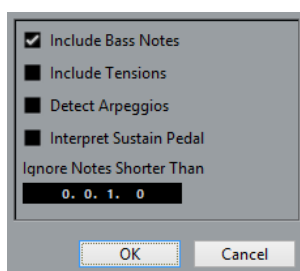 Include Bass Notes
Include Tensions
Detect Arpeggios
Interpret Sustain Pedal
Ignore Notes Shorter Than
0. 0. 1. 0
OK Cancel